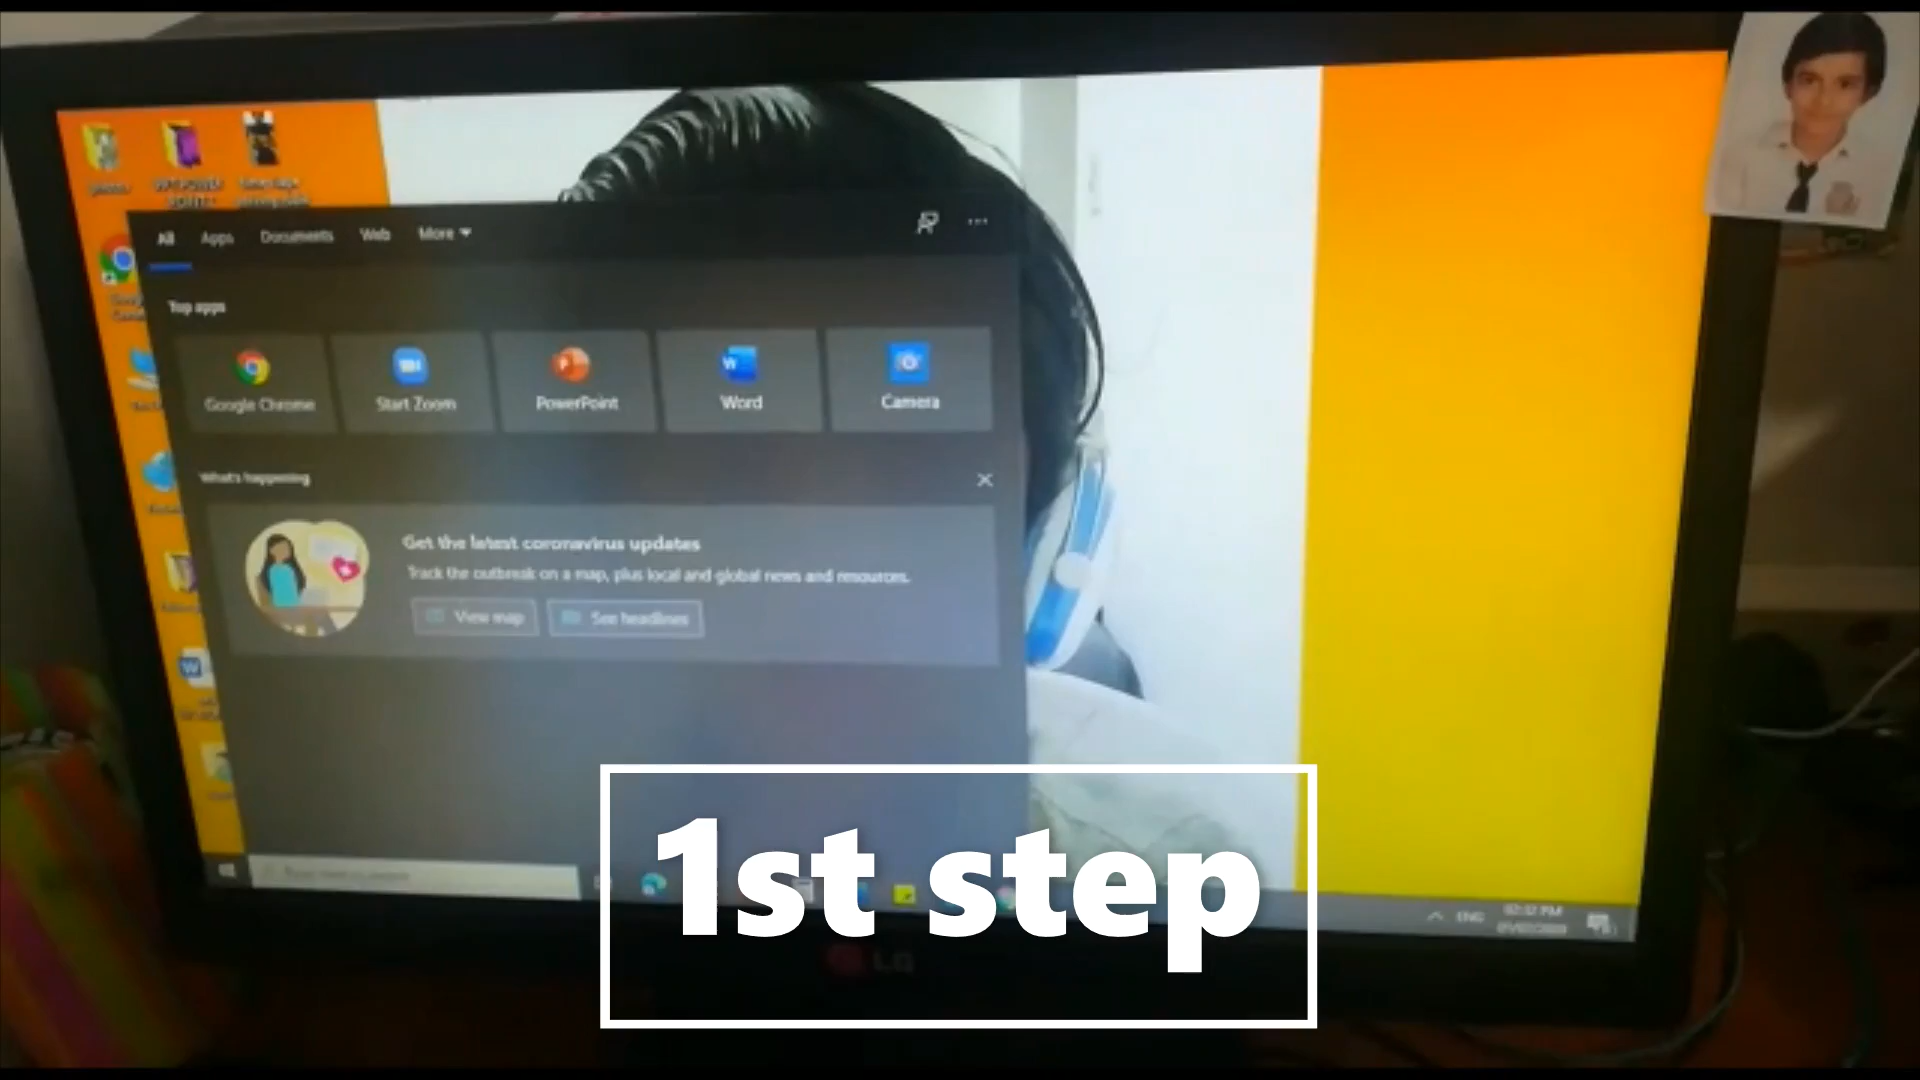 photos
All Apps Documents Web More
Top apps
Google Chrome Start Zoom PowerPoint Word Camera
What's happening
Get the latest coronavirus updates
Track the outbreak on a map, plus local and global news and resources.
View map See headlines
1st step
ENG
LG